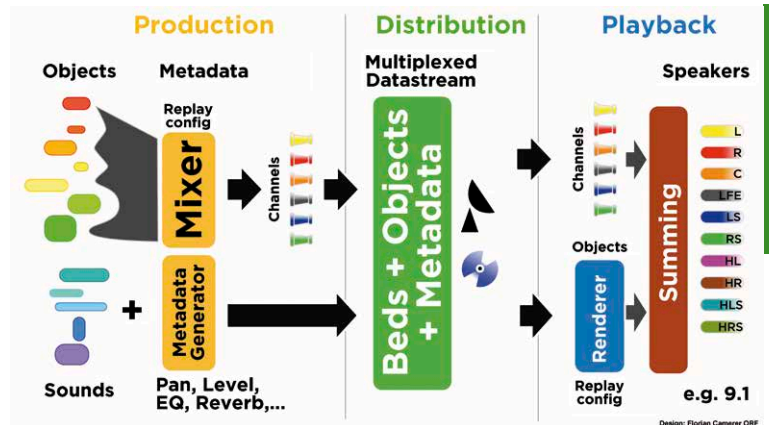 Production
Distribution
Playback
Objects
Metadata
Multiplexed
Datastream
Speakers
Replay
config
Mixer
Channels
Beds + Objects
+ Metadata
Channels
Summing
L
R
C
LFE
LS
RS
HL
HR
HLS
HRS
Objects
+
Metadata
Generator
Renderer
Sounds
Pan, Level,
EQ, Reverb,...
Replay
config
e.g. 9.1
Design: Florian Camerer ORF